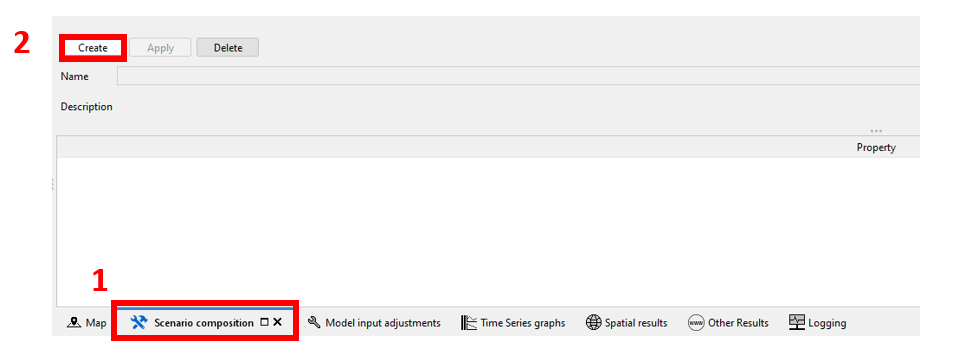 2
Create Apply Delete
Name
Description
Property
1
Map Scenario composition Model input adjustments Time Series graphs Spatial results www Other Results Logging